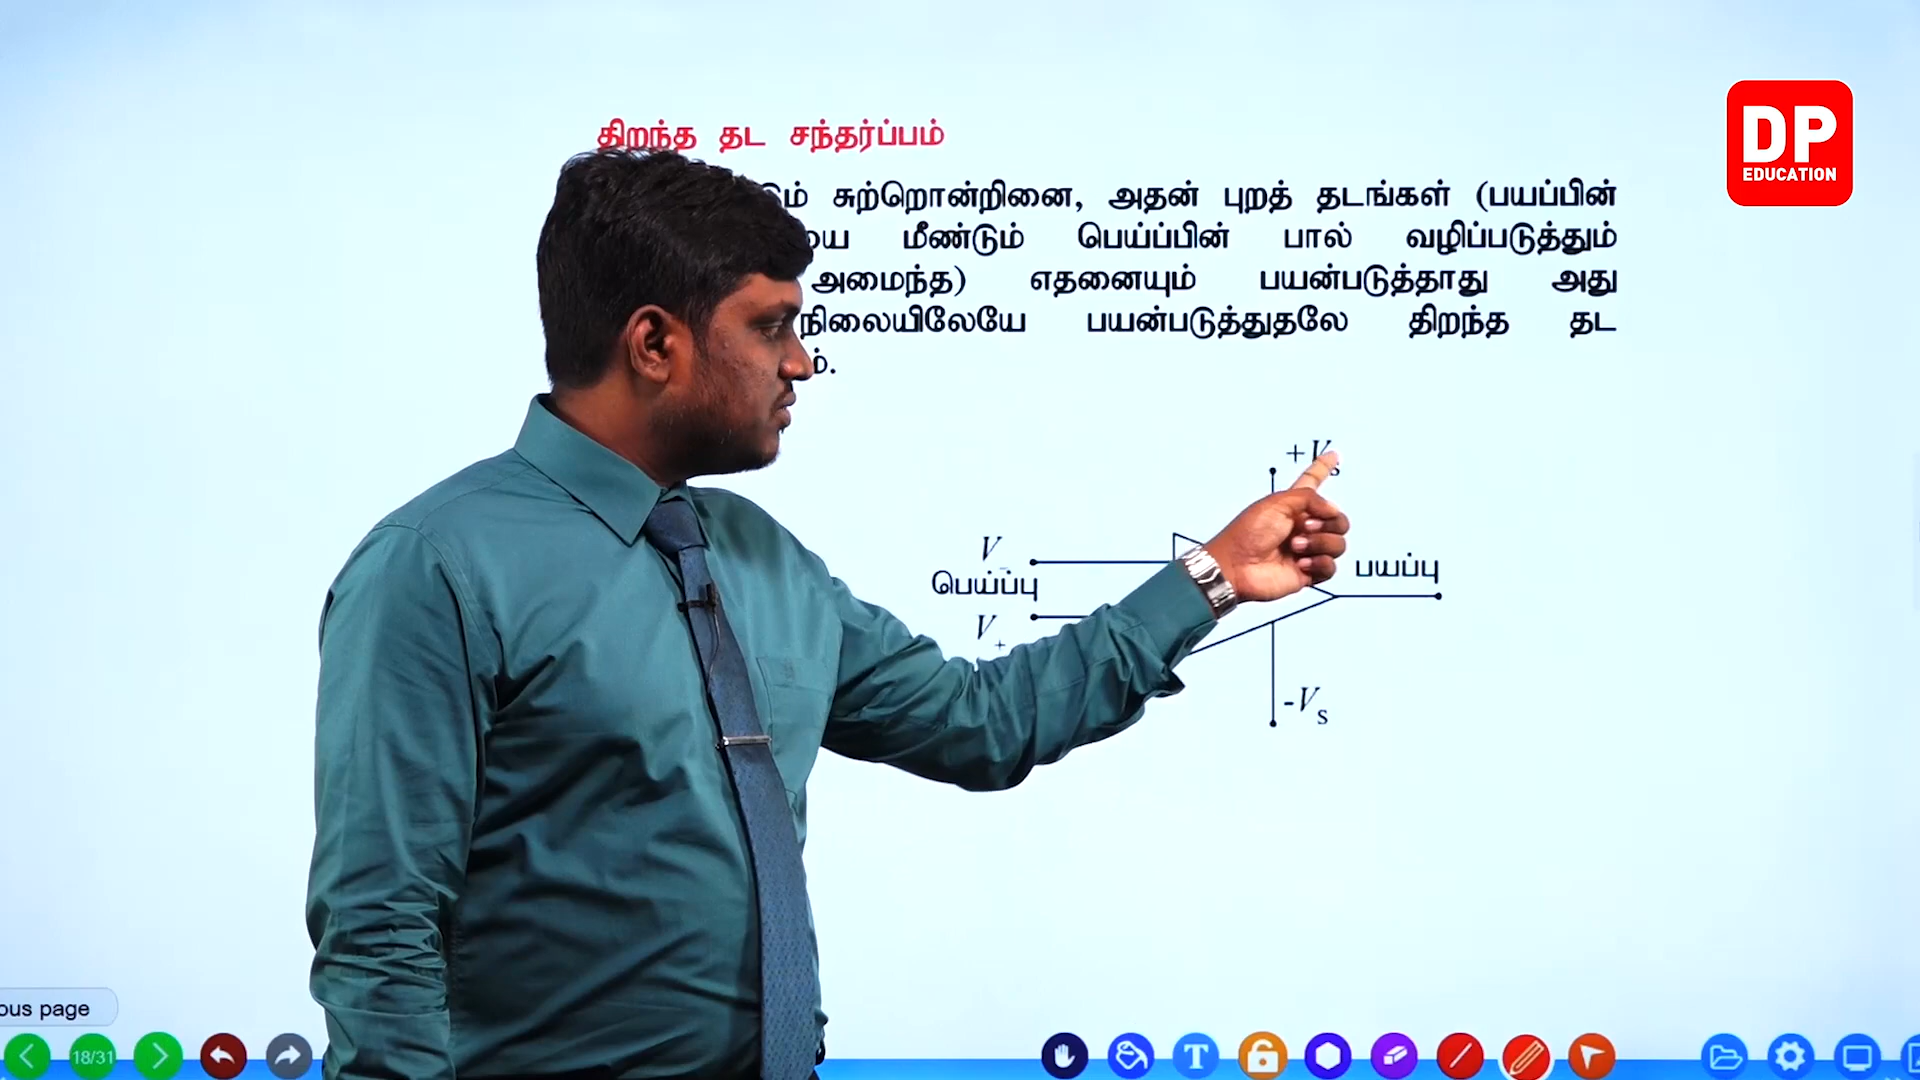 DP
EDUCATION
திறந்த தட சந்தர்ப்பம்
சுற்றொன்றினை, அதன் புறத் தடங்கள் (பயப்பின்
மீண்டும் பெய்ப்பின் பால் வழிப்படுத்தும்
அமைந்த) எதனையும் பயன்படுத்தாது அது
நிலையிலேயே பயன்படுத்துதலே திறந்த தட
V-
பெய்ப்பு
V+
பயப்பு
-Vs
page
18/31
T